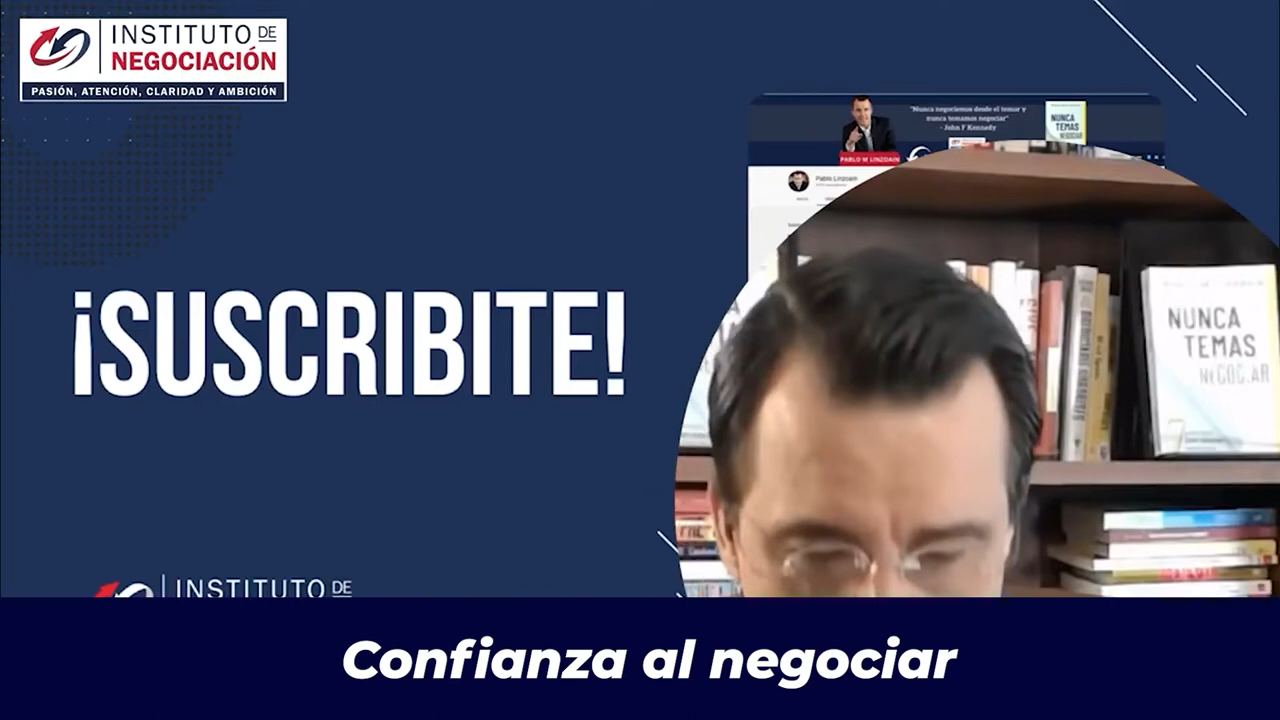 INSTITUTO DE
NEGOCIACIÓN
PASIÓN, ATENCIÓN, CLARIDAD Y AMBICIÓN
"Nunca negociemos desde el temor y
nunca temamos negociar"
- John F Kennedy
NUNCA
TEMAS
NEGOCIAR
PABLO M LINZOAIN
Pablo Linzoain
¡SUSCRIBITE!
NUNCA
TEMAS
NEGOCIAR
INSTITUTO DE
Confianza al negociar